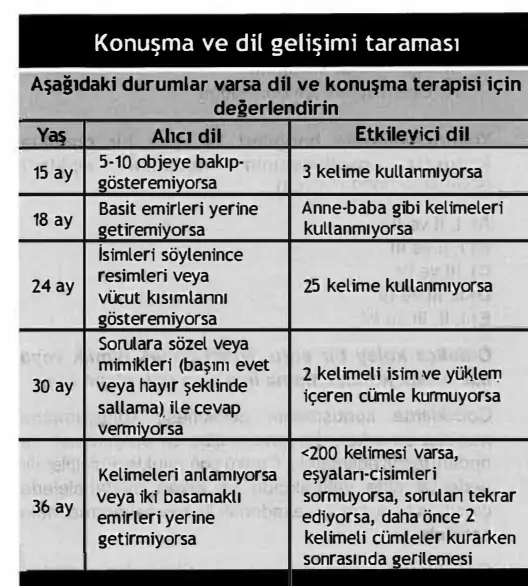 Konuşma ve dil gelişimi taraması
Aşağıdaki durumlar varsa dil ve konuşma terapisi için
değerlendirin
Yaş Alıcı dil Etkileyici dil
15 ay
5-10 objeye bakıp-
gösteremiyorsa
3 kelime kullanmıyorsa
18 ay
Basit emirleri yerine
getiremiyorsa
Anne-baba gibi kelimeleri
kullanmıyorsa
24 ay
İsimleri söylenince
resimleri veya
vücut kısımlarını
gösteremiyorsa
25 kelime kullanmıyorsa
30 ay
Sorulara sözel veya
mimikleri (başını evet
veya hayır şeklinde
sallama) ile cevap
vermiyorsa
2 kelimeli isim ve yüklem
içeren cümle kurmuyorsa
36 ay
Kelimeleri anlamıyorsa
veya iki basamaklı
emirleri yerine
getirmiyorsa
<200 kelimesi varsa,
eşyaları-cisimleri
sormuyorsa, soruları tekrar
ediyorsa, daha önce 2
kelimeli cümleler kurarken
sonrasında gerilemesi